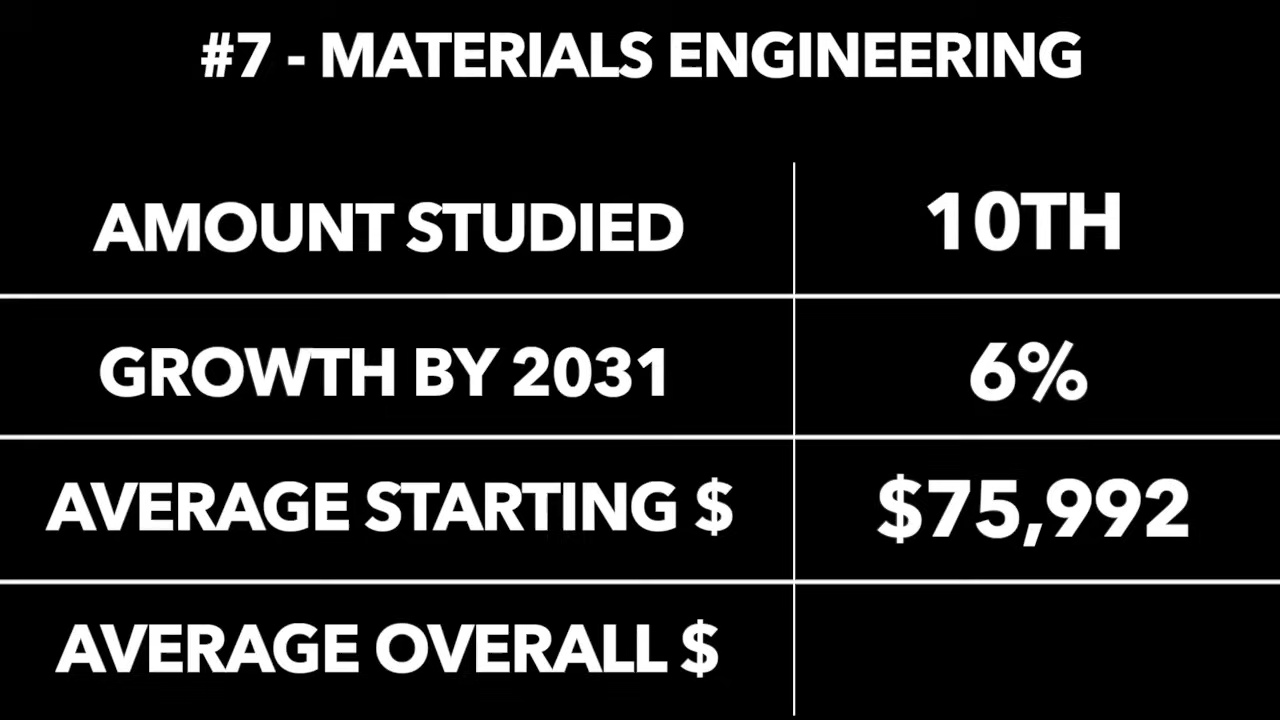 #7 - MATERIALS ENGINEERING
AMOUNT STUDIED 10TH
GROWTH BY 2031 6%
AVERAGE STARTING $ $75,992
AVERAGE OVERALL $